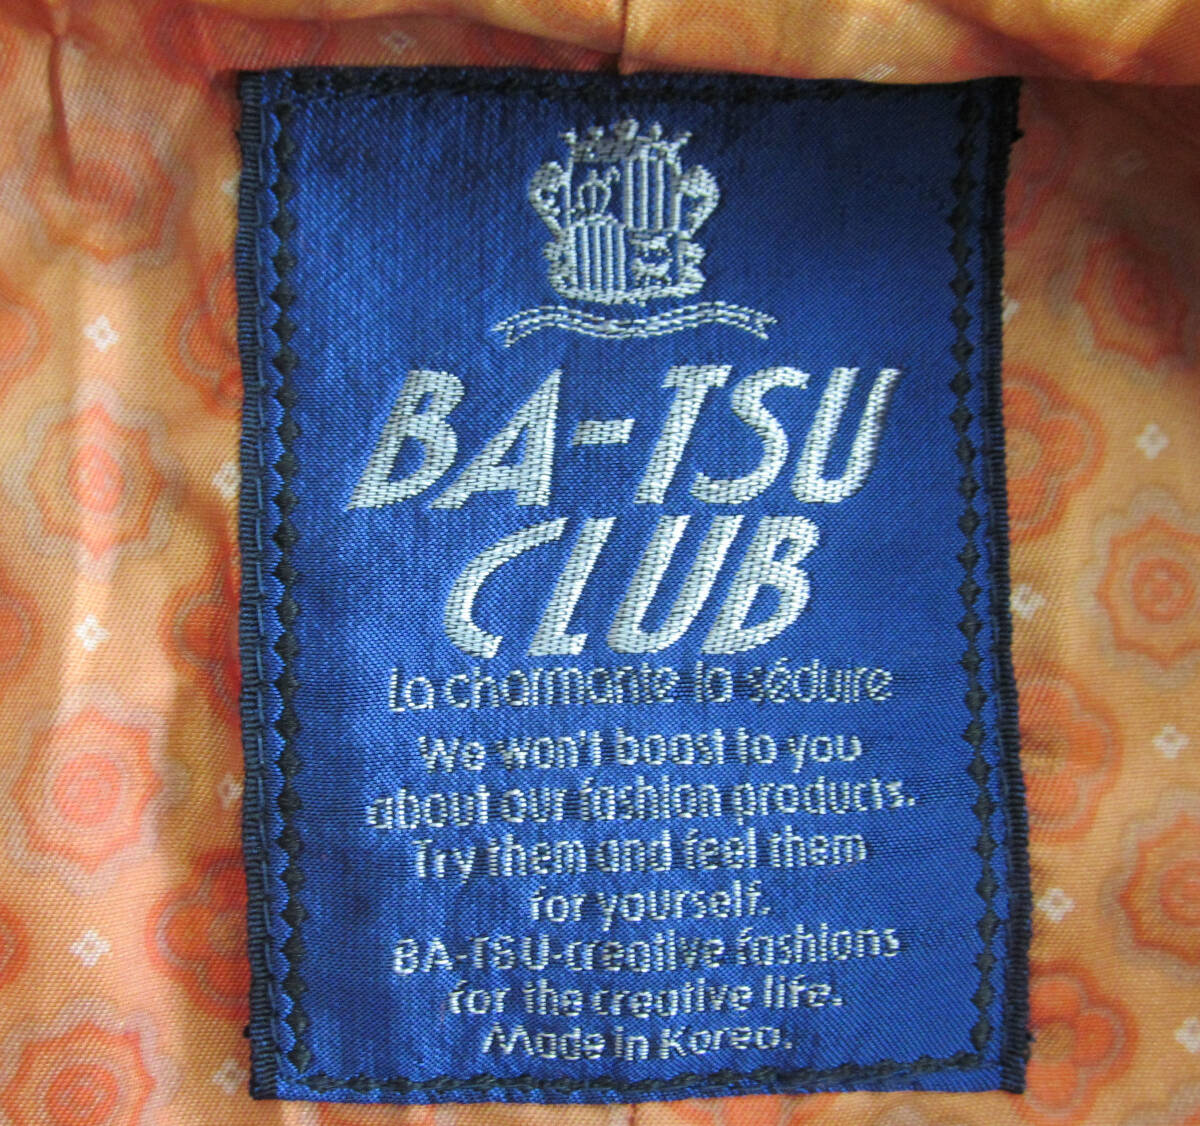 BA-TSU
CLUB
La charmante la séduire
We won't boast to you
about our fashion products.
Try them and feel them
for yourself.
BA-TSU-creative fashions
for the creative life.
Made in Korea.